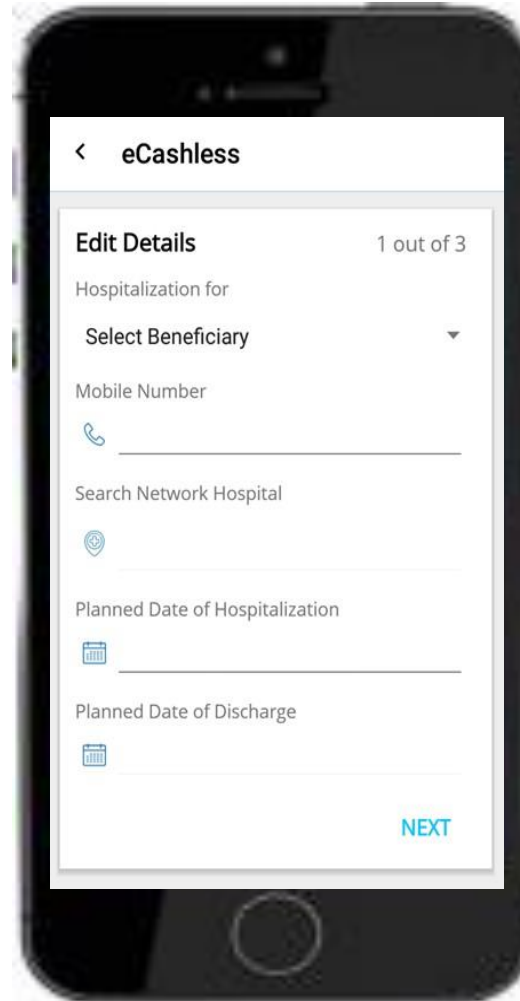 eCashless
Edit Details 1 out of 3
Hospitalization for
Select Beneficiary
Mobile Number
Search Network Hospital
Planned Date of Hospitalization
Planned Date of Discharge
NEXT